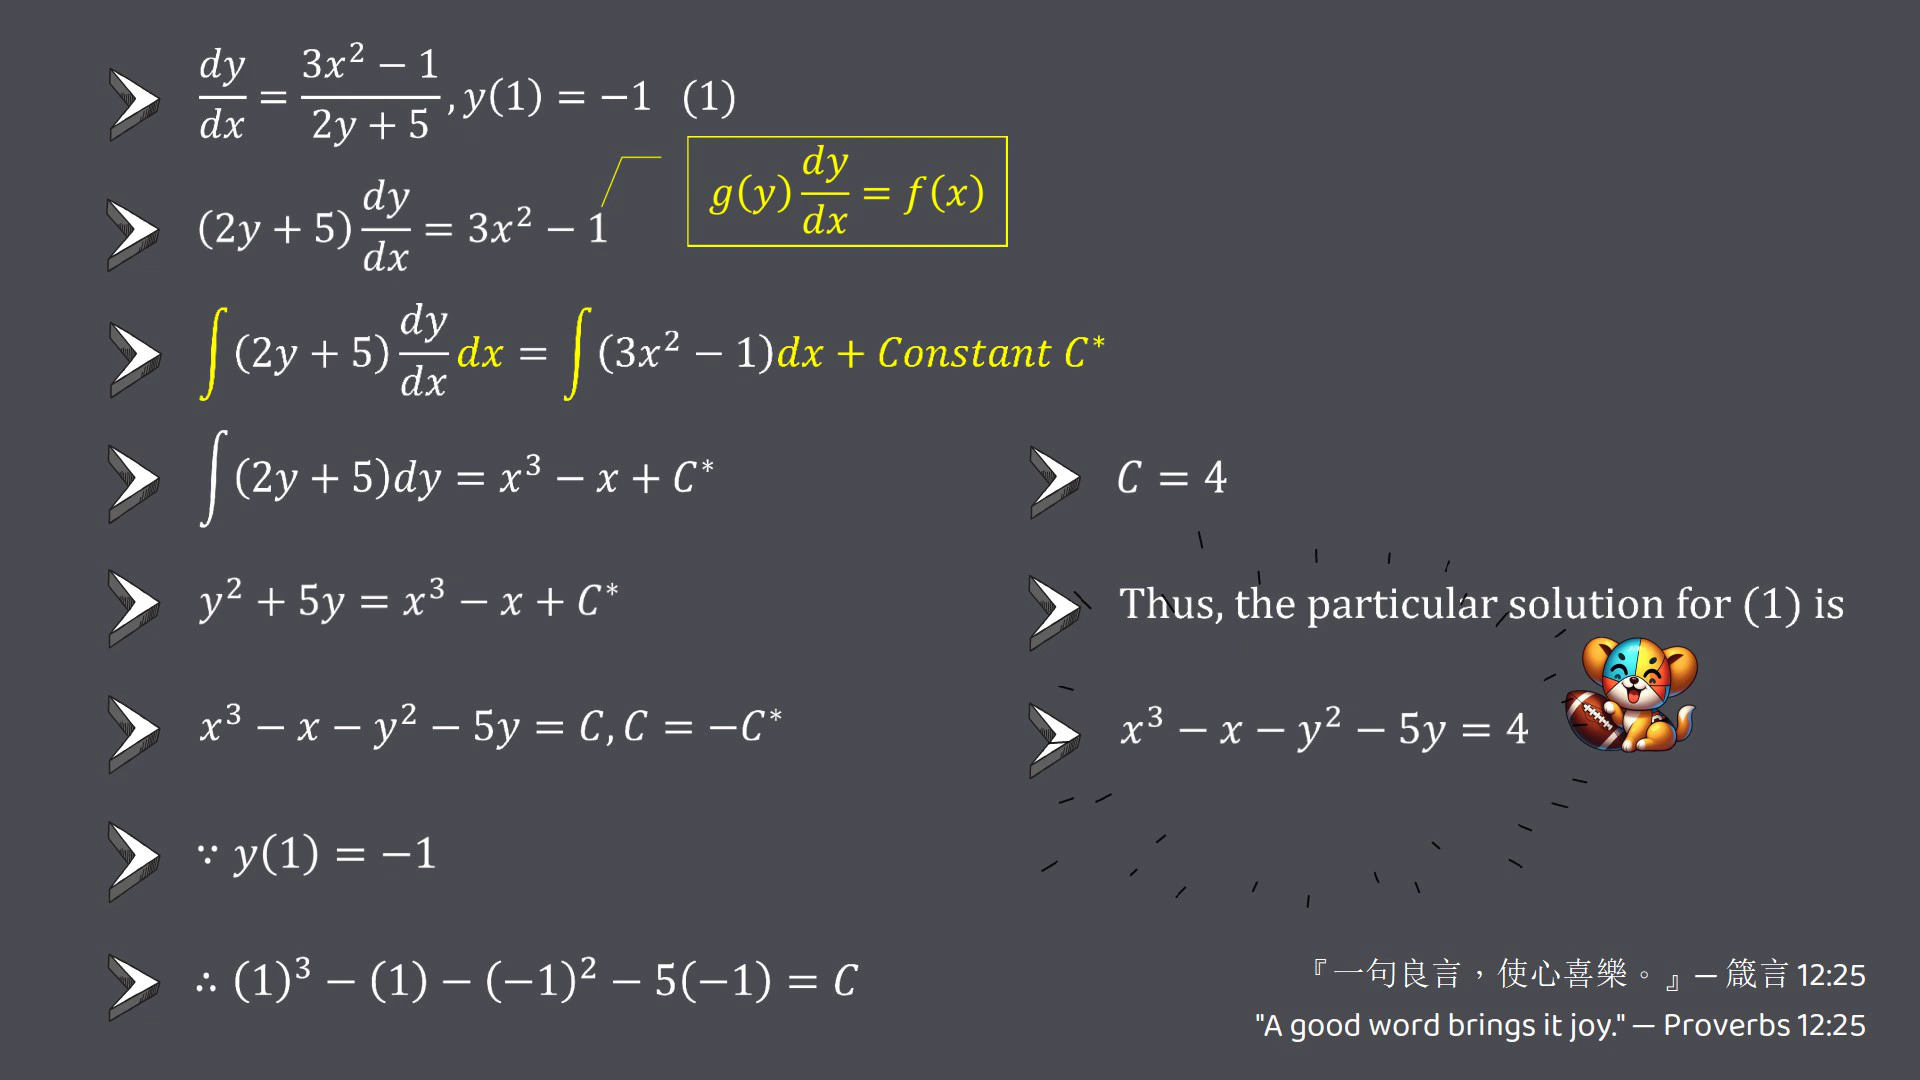 dy/dx = (3x² − 1)/(2y + 5), y(1) = −1 (1)
g(y) dy/dx = f(x)
(2y + 5) dy/dx = 3x² − 1
∫(2y + 5) dy/dx dx = ∫(3x² − 1)dx + Constant C*
∫(2y + 5)dy = x³ − x + C*
y² + 5y = x³ − x + C*
x³ − x − y² − 5y = C, C = −C*
∵ y(1) = −1
∴ (1)³ − (1) − (−1)² − 5(−1) = C
C = 4
Thus, the particular solution for (1) is
x³ − x − y² − 5y = 4
『一句良言，使心喜樂。』— 箴言 12:25
"A good word brings it joy." — Proverbs 12:25